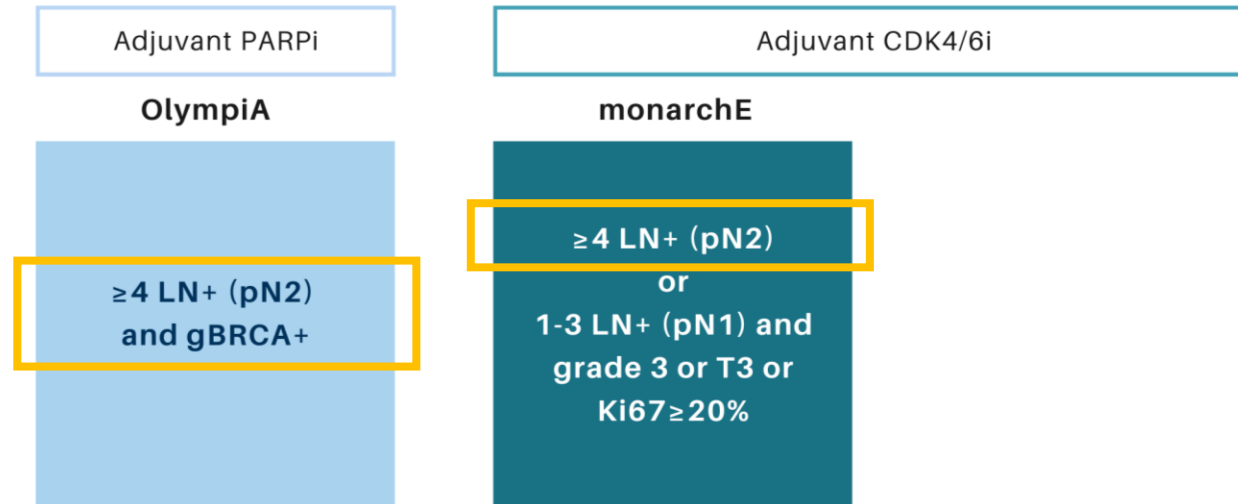 Adjuvant PARPi
Adjuvant CDK4/6i
OlympiA
monarchE
≥4 LN+ (pN2)
and gBRCA+
≥4 LN+ (pN2)
or
1-3 LN+ (pN1) and
grade 3 or T3 or
Ki67≥20%